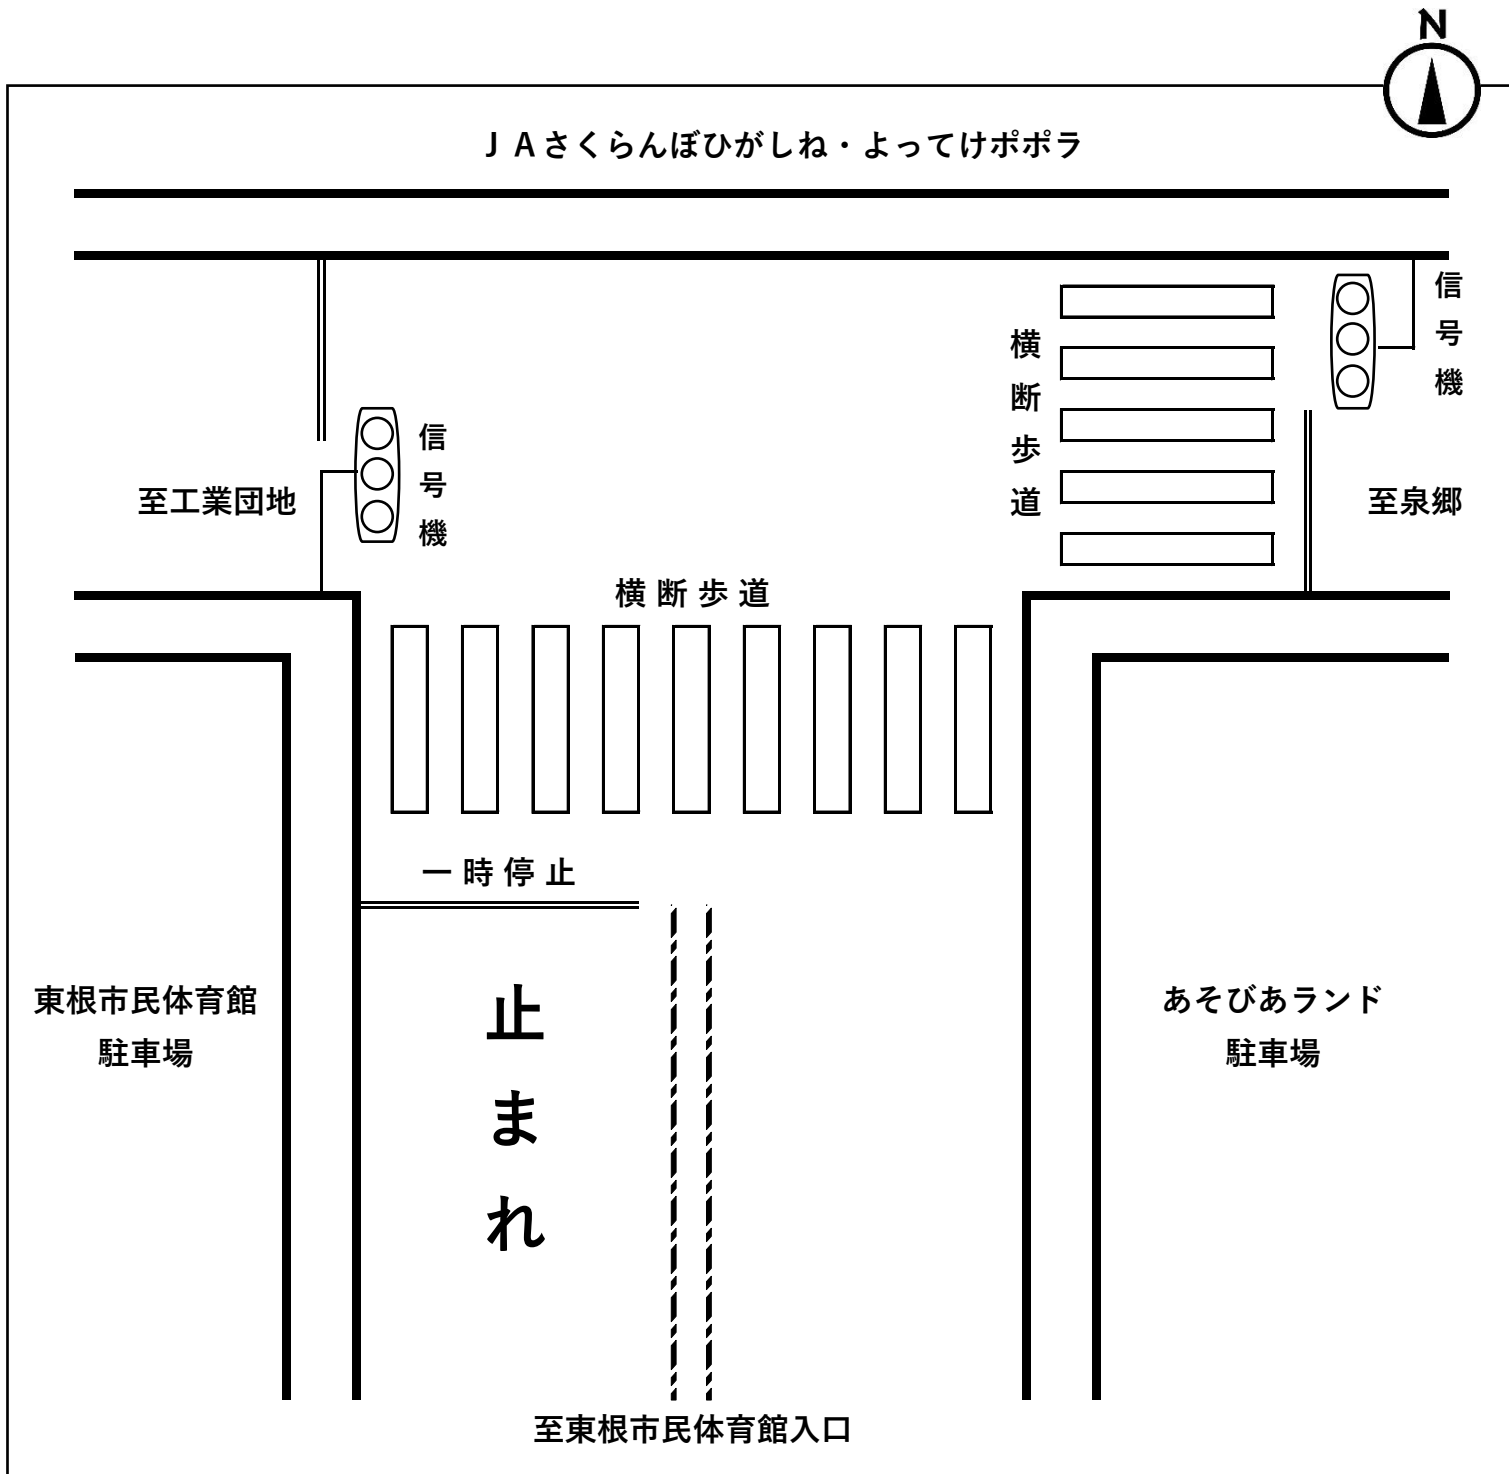 N
ＪＡさくらんぼひがしね・よってけポポラ
信号機
横断歩道
信号機
至工業団地
至泉郷
横断歩道
一時停止
止まれ
東根市民体育館
駐車場
あそびあランド
駐車場
至東根市民体育館入口